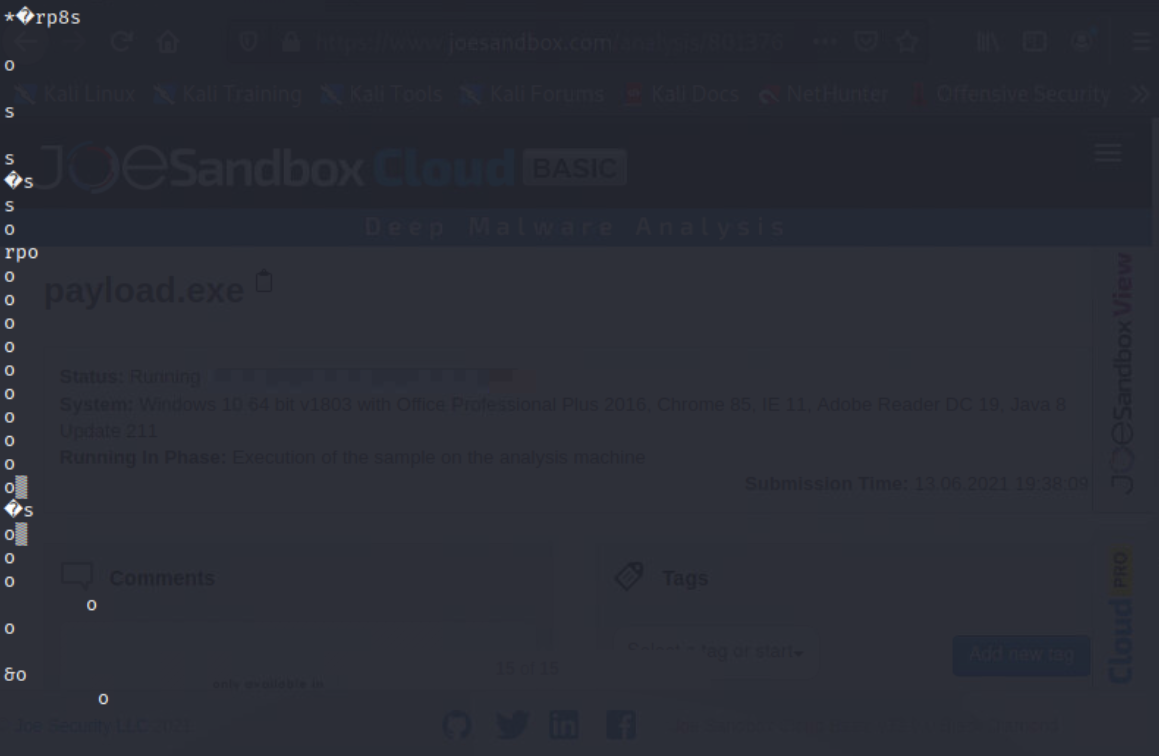 *�rp8s
https://www.joesandbox.com/analysis/861376
o
Kali Linux Kali Training Kali Tools Kali Forums Kali Docs NetHunter Offensive Security
s
s
JOESandbox Cloud BASIC
�s
s
o
Deep Malware Analysis
rpo
o
payload.exe
o
o
o
o
Status: Running
o
System: Windows 10 64 bit v1803 with Office Professional Plus 2016, Chrome 85, IE 11, Adobe Reader DC 19, Java 8
o
Update 211
o
Running In Phase: Execution of the sample on the analysis machine
o
Submission Time: 13.06.2021 19:38:09
o▒
�s
o▒
o
Comments Tags
o
o
o
Select a tag or start
Add new tag
15 of 16
&o
only available in
o
Joe Security LLC 2021
JOESandbox View
Cloud PRO